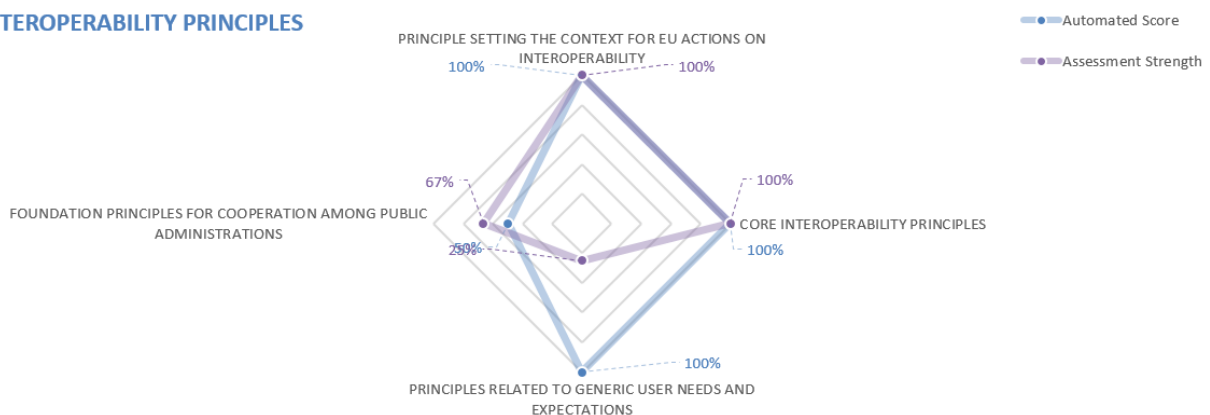 TEROPERABILITY PRINCIPLES
Automated Score
Assessment Strength
PRINCIPLE SETTING THE CONTEXT FOR EU ACTIONS ON
INTEROPERABILITY
100%
100%
67%
100%
FOUNDATION PRINCIPLES FOR COOPERATION AMONG PUBLIC
ADMINISTRATIONS
CORE INTEROPERABILITY PRINCIPLES
50%
25%
100%
100%
PRINCIPLES RELATED TO GENERIC USER NEEDS AND
EXPECTATIONS